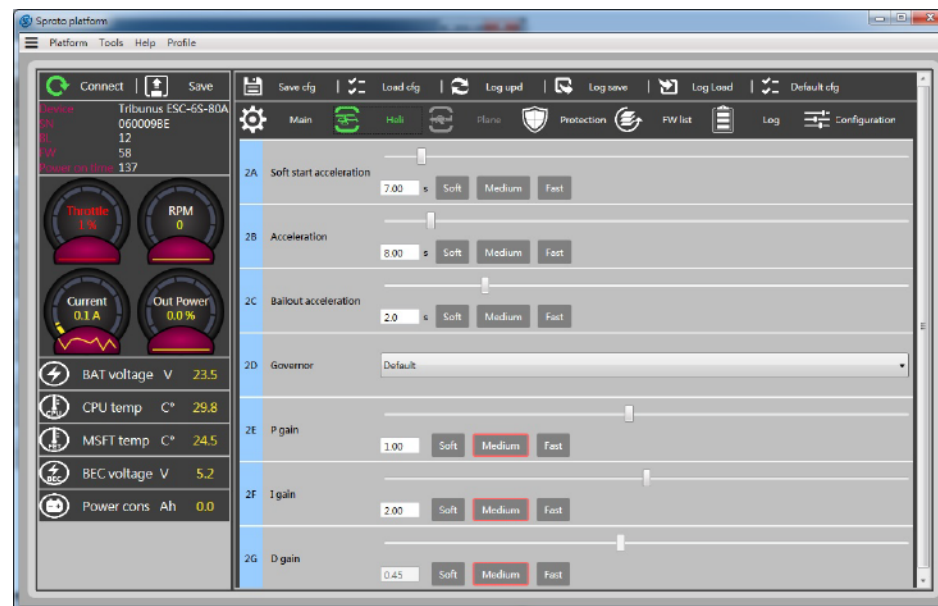 Sproto platform
Platform Tools Help Profile
Connect | Save
Save cfg | Load cfg | Log upd | Log save | Log Load | Default cfg
Device Tribunus ESC-6S-80A
SN 060009BE
BL 12
FW 58
Power on time 137
Main Heli Plane Protection FW list Log Configuration
Throttle
1 %
RPM
0
Current
0.1 A
Out Power
0.0 %
BAT voltage V 23.5
CPU temp C° 29.8
MSFT temp C° 24.5
BEC voltage V 5.2
Power cons Ah 0.0
2A Soft start acceleration
7.00 s Soft Medium Fast
2B Acceleration
8.00 s Soft Medium Fast
2C Bailout acceleration
2.0 s Soft Medium Fast
2D Governor Default
2E P gain
1.00 Soft Medium Fast
2F I gain
2.00 Soft Medium Fast
2G D gain
0.45 Soft Medium Fast